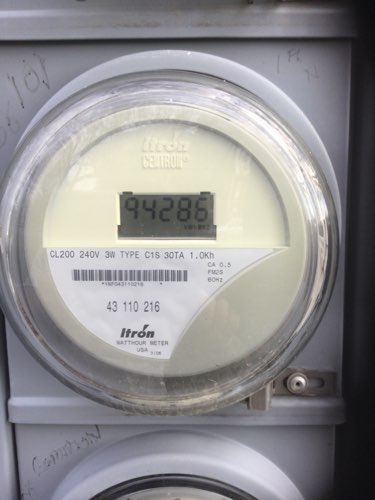 Itron
CENTRON®
94286
CL200 240V 3W TYPE C1S 30TA 1.0Kh
CA 0.5
FM2S
60Hz
43 110 216
Itrón
WATTHOUR METER
USA